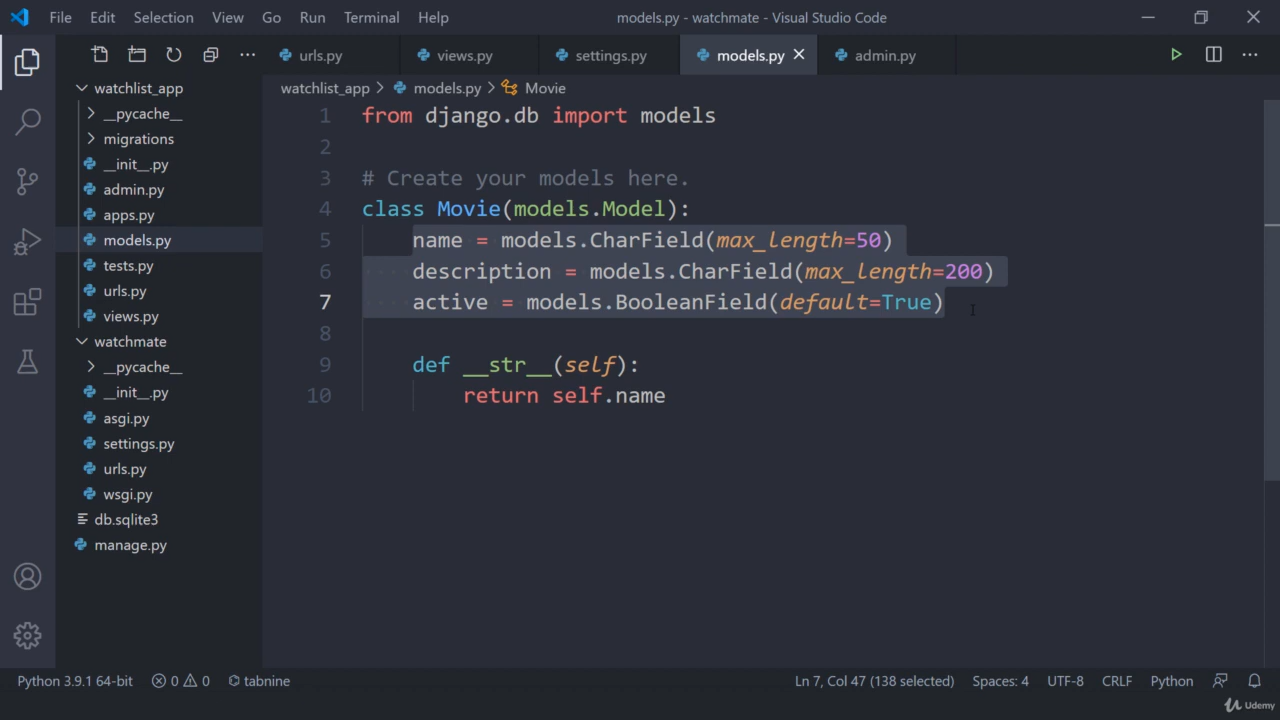 File Edit Selection View Go Run Terminal Help models.py - watchmate - Visual Studio Code
urls.py views.py settings.py models.py admin.py
watchlist_app
__pycache__
migrations
__init__.py
admin.py
apps.py
models.py
tests.py
urls.py
views.py
watchmate
__pycache__
__init__.py
asgi.py
settings.py
urls.py
wsgi.py
db.sqlite3
manage.py
watchlist_app > models.py > Movie
1 from django.db import models
2
3 # Create your models here.
4 class Movie(models.Model):
5 name = models.CharField(max_length=50)
6 description = models.CharField(max_length=200)
7 active = models.BooleanField(default=True)
8
9 def __str__(self):
10 return self.name
Python 3.9.1 64-bit 0 0 tabnine Ln 7, Col 47 (138 selected) Spaces: 4 UTF-8 CRLF Python
Udemy